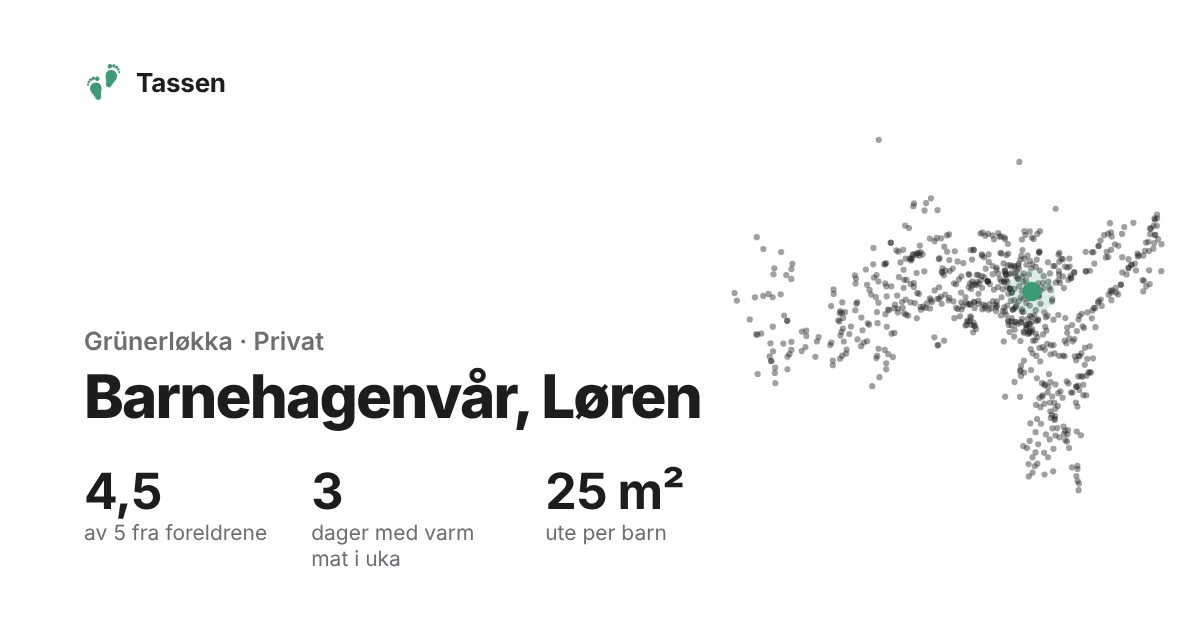 Tassen
Grünerløkka · Privat
Barnehagenvår, Løren
4,5
av 5 fra foreldrene
3
dager med varm
mat i uka
25 m²
ute per barn